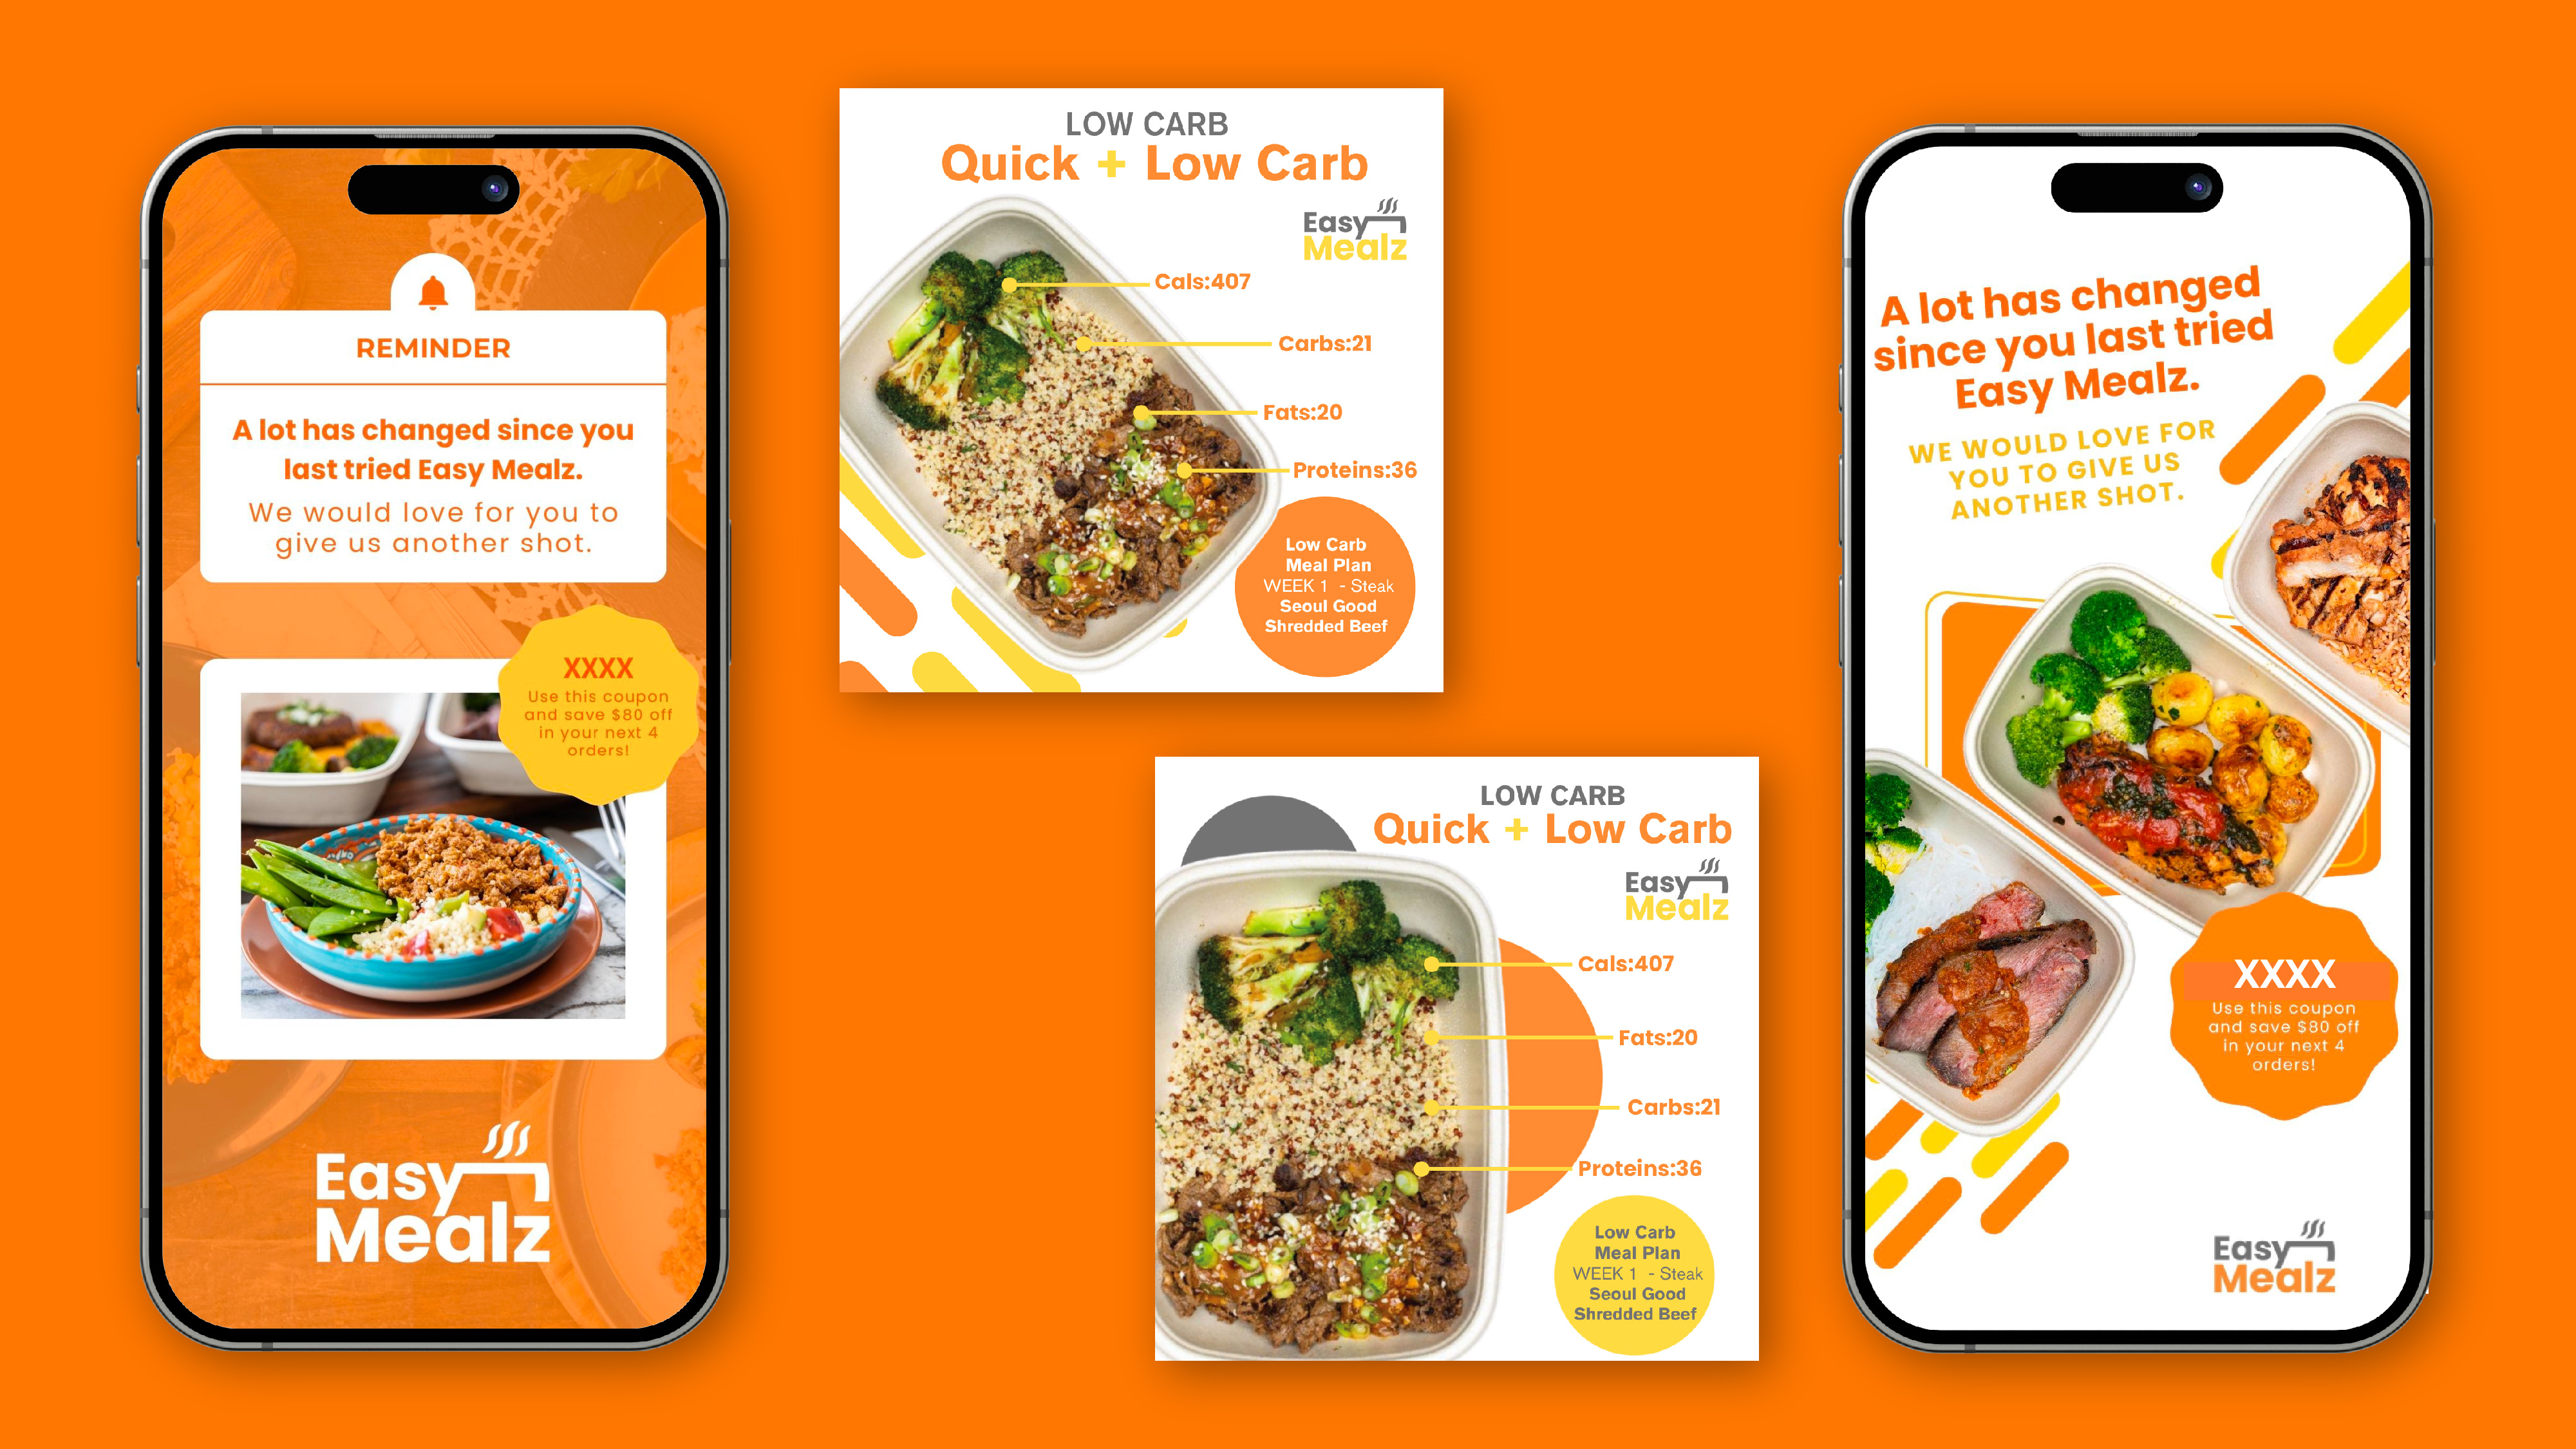 REMINDER
A lot has changed since you
last tried Easy Mealz.
We would love for you to
give us another shot.
XXXX
Use this coupon
and save $80 off
in your next 4
orders!
Easy
Mealz
LOW CARB
Quick + Low Carb
Easy
Mealz
Cals:407
Carbs:21
Fats:20
Proteins:36
Low Carb
Meal Plan
WEEK 1 - Steak
Seoul Good
Shredded Beef
LOW CARB
Quick + Low Carb
Easy
Mealz
Cals:407
Fats:20
Carbs:21
Proteins:36
Low Carb
Meal Plan
WEEK 1 - Steak
Seoul Good
Shredded Beef
A lot has changed
since you last tried
Easy Mealz.
WE WOULD LOVE FOR
YOU TO GIVE US
ANOTHER SHOT.
XXXX
Use this coupon
and save $80 off
in your next 4
orders!
Easy
Mealz